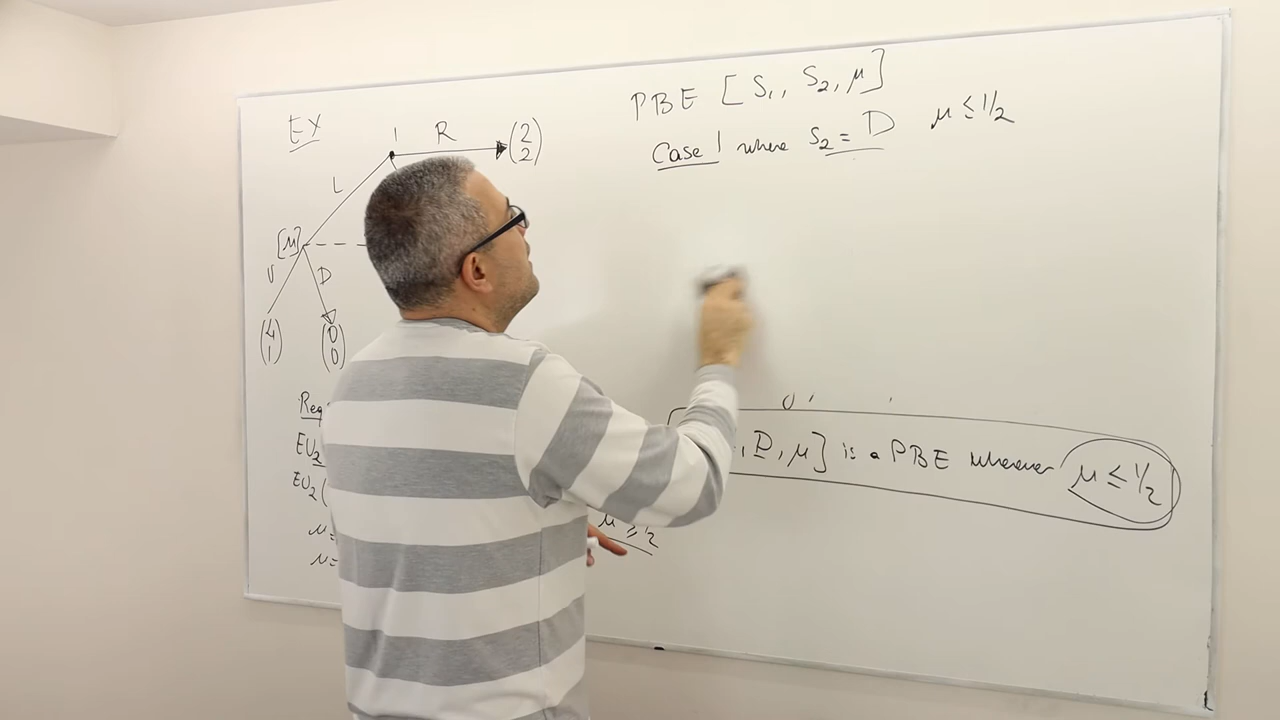 EX
1 R (2 2)
L
[μ]
U D
(4 1) (0 0)
Req
EU₂
EU₂(
μ=
μ=
μ ≥ 1/2
PBE [S₁, S₂, μ]
Case 1 where S₂ = D μ ≤ 1/2
, D, μ] is a PBE whenever μ ≤ 1/2